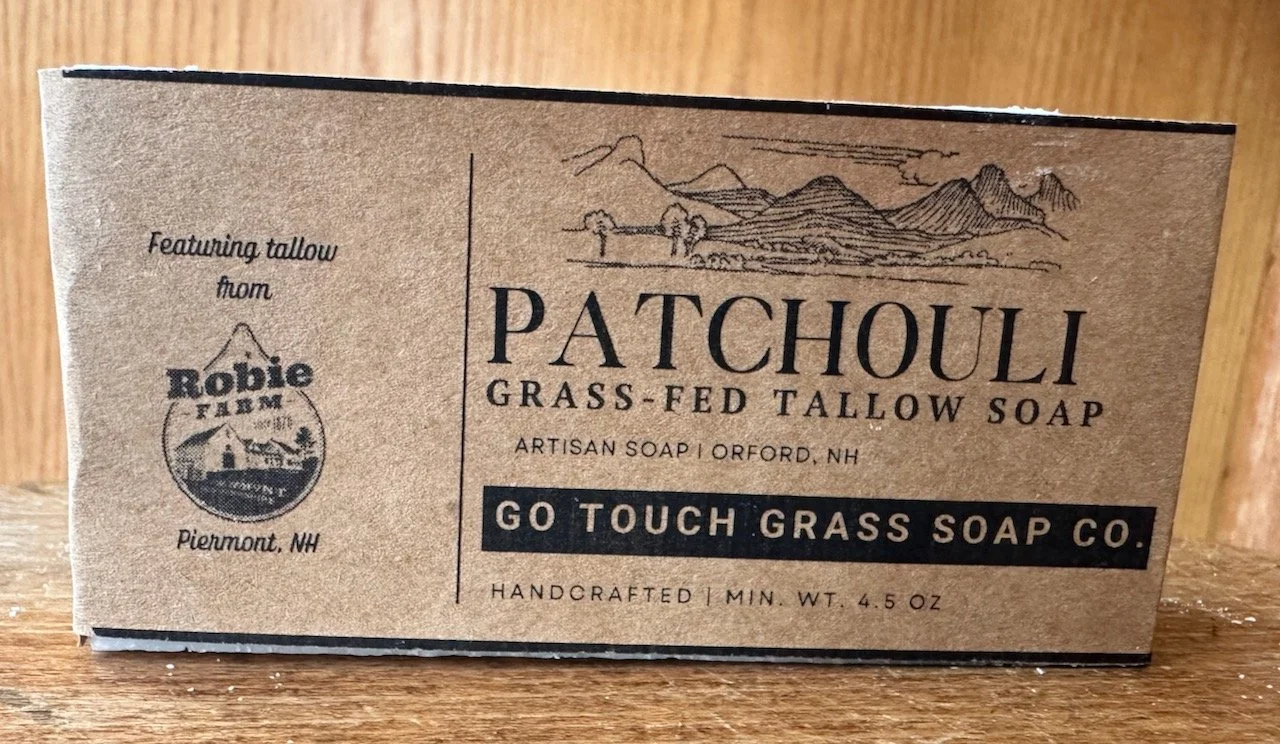 Featuring tallow
from
Robie
FARM
Piermont, NH
PATCHOULI
GRASS-FED TALLOW SOAP
ARTISAN SOAP | ORFORD, NH
GO TOUCH GRASS SOAP CO.
HANDCRAFTED | MIN. WT. 4.5 OZ